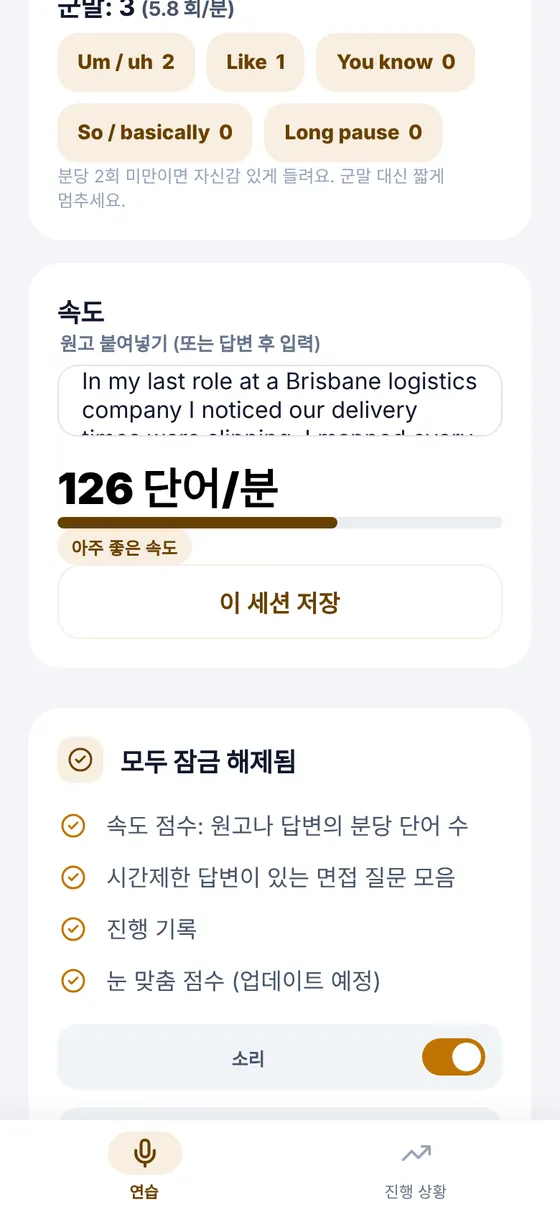 군말: 3 (5.8 회/분)
Um / uh 2
Like 1
You know 0
So / basically 0
Long pause 0
분당 2회 미만이면 자신감 있게 들려요. 군말 대신 짧게
멈추세요.
속도
원고 붙여넣기 (또는 답변 후 입력)
In my last role at a Brisbane logistics
company I noticed our delivery
times were slipping. I mapped every
126 단어/분
아주 좋은 속도
이 세션 저장
모두 잠금 해제됨
속도 점수: 원고나 답변의 분당 단어 수
시간제한 답변이 있는 면접 질문 모음
진행 기록
눈 맞춤 점수 (업데이트 예정)
소리
연습
진행 상황